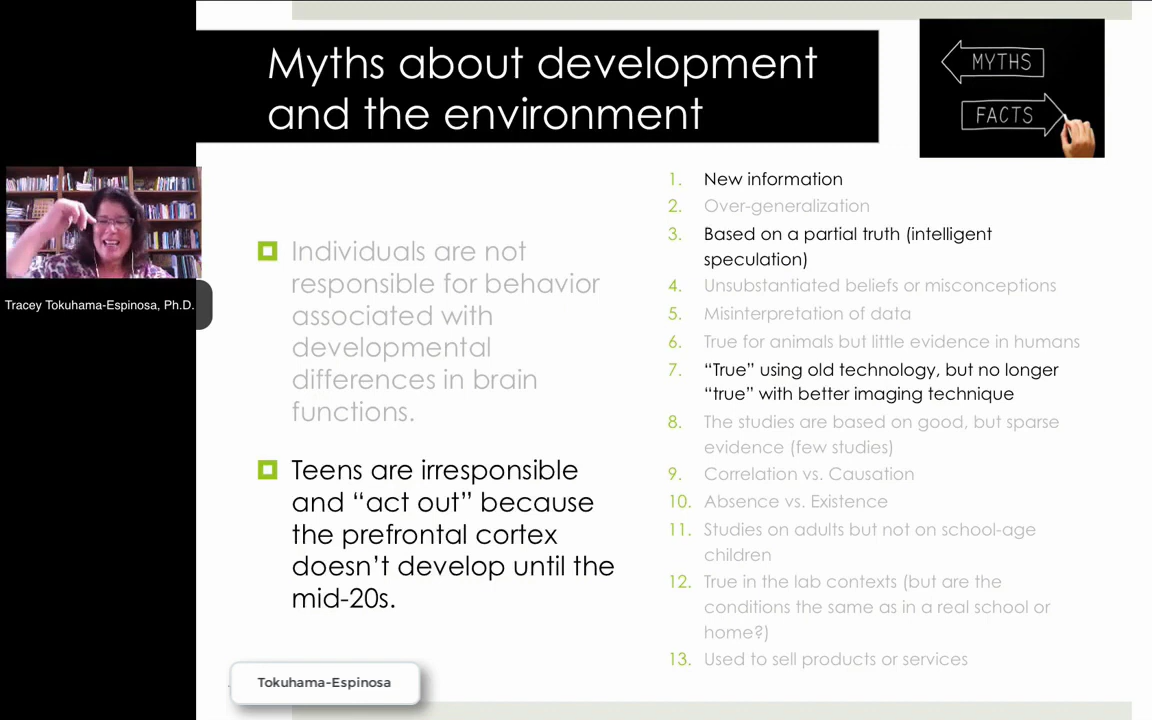 Myths about development
and the environment
MYTHS
FACTS
Tracey Tokuhama-Espinosa, Ph.D.
Individuals are not
responsible for behavior
associated with
developmental
differences in brain
functions.
Teens are irresponsible
and “act out” because
the prefrontal cortex
doesn’t develop until the
mid-20s.
1. New information
2. Over-generalization
3. Based on a partial truth (intelligent
speculation)
4. Unsubstantiated beliefs or misconceptions
5. Misinterpretation of data
6. True for animals but little evidence in humans
7. “True” using old technology, but no longer
“true” with better imaging technique
8. The studies are based on good, but sparse
evidence (few studies)
9. Correlation vs. Causation
10. Absence vs. Existence
11. Studies on adults but not on school-age
children
12. True in the lab contexts (but are the
conditions the same as in a real school or
home?)
13. Used to sell products or services
Tokuhama-Espinosa